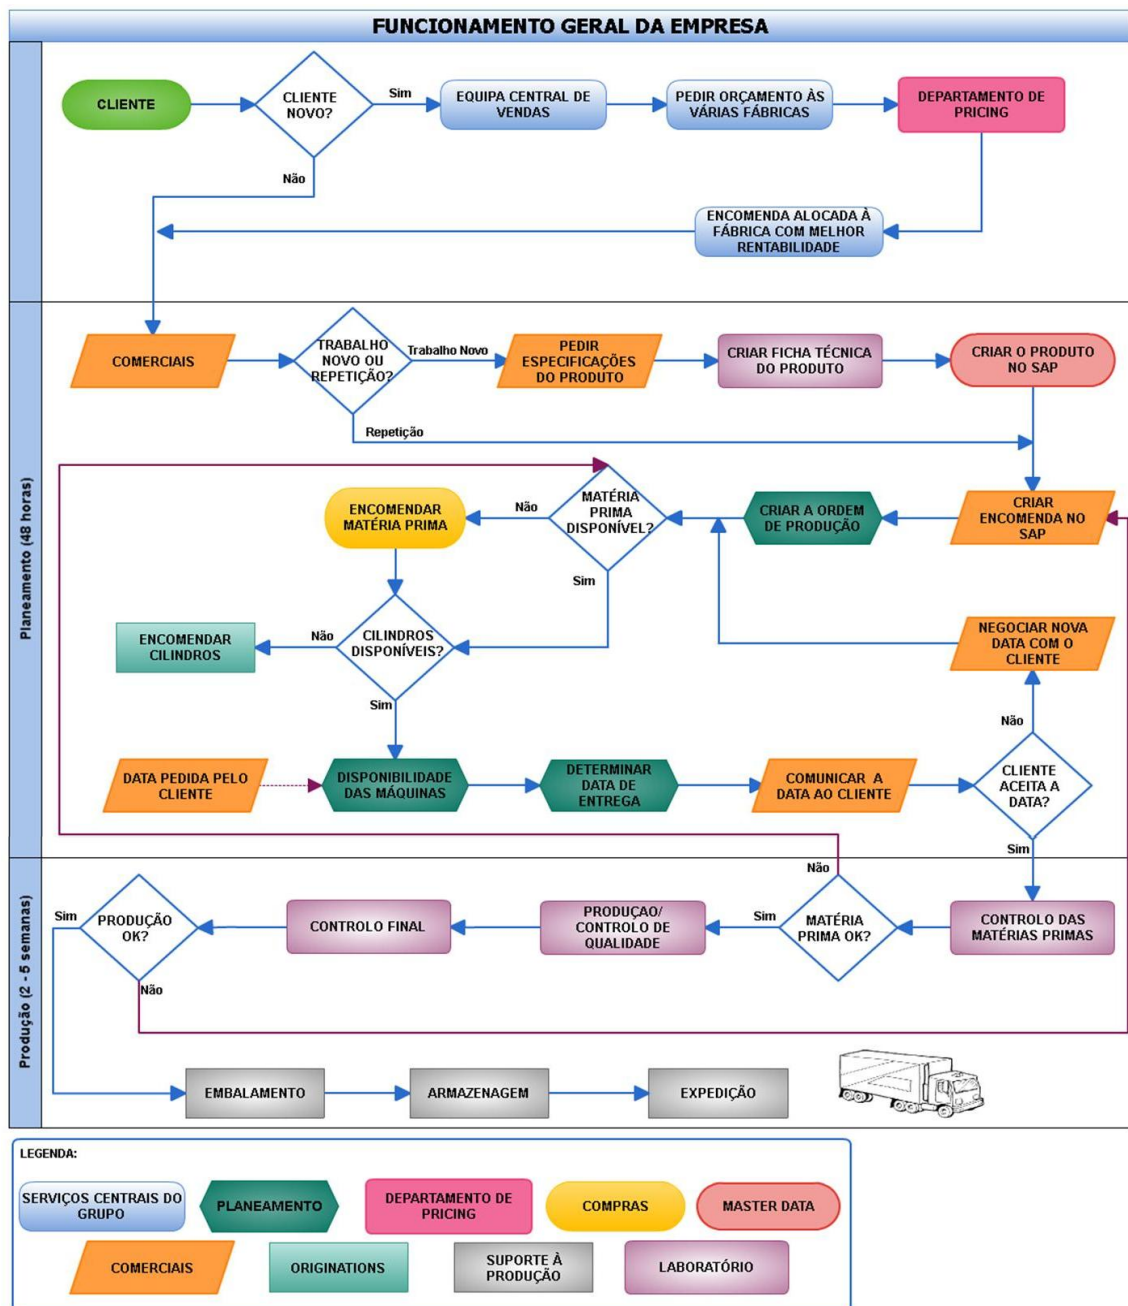 FUNCIONAMENTO GERAL DA EMPRESA
CLIENTE
CLIENTE
NOVO?
Sim
EQUIPA CENTRAL DE
VENDAS
PEDIR ORÇAMENTO ÀS
VÁRIAS FÁBRICAS
DEPARTAMENTO DE
PRICING
Não
ENCOMENDA ALOCADA À
FÁBRICA COM MELHOR
RENTABILIDADE
Planeamento (48 horas)
COMERCIAIS
TRABALHO
NOVO OU
REPETIÇÃO?
Trabalho Novo
PEDIR
ESPECIFICAÇÕES
DO PRODUTO
CRIAR FICHA TÉCNICA
DO PRODUTO
CRIAR O PRODUTO
NO SAP
Repetição
ENCOMENDAR
MATÉRIA PRIMA
Não
MATÉRIA
PRIMA
DISPONÍVEL?
CRIAR A ORDEM
DE PRODUÇÃO
CRIAR
ENCOMENDA NO
SAP
Sim
ENCOMENDAR
CILINDROS
Não
CILINDROS
DISPONÍVEIS?
NEGOCIAR NOVA
DATA COM O
CLIENTE
Sim
Não
DATA PEDIDA PELO
CLIENTE
DISPONIBILIDADE
DAS MÁQUINAS
DETERMINAR
DATA DE
ENTREGA
COMUNICAR A
DATA AO CLIENTE
CLIENTE
ACEITA A
DATA?
Sim
Produção (2 - 5 semanas)
Não
Sim
PRODUÇÃO
OK?
CONTROLO FINAL
PRODUÇAO/
CONTROLO DE
QUALIDADE
Sim
MATÉRIA
PRIMA OK?
CONTROLO DAS
MATÉRIAS PRIMAS
Não
EMBALAMENTO
ARMAZENAGEM
EXPEDIÇÃO
LEGENDA:
SERVIÇOS CENTRAIS DO
GRUPO
PLANEAMENTO
DEPARTAMENTO DE
PRICING
COMPRAS
MASTER DATA
COMERCIAIS
ORIGINATIONS
SUPORTE À
PRODUÇÃO
LABORATÓRIO